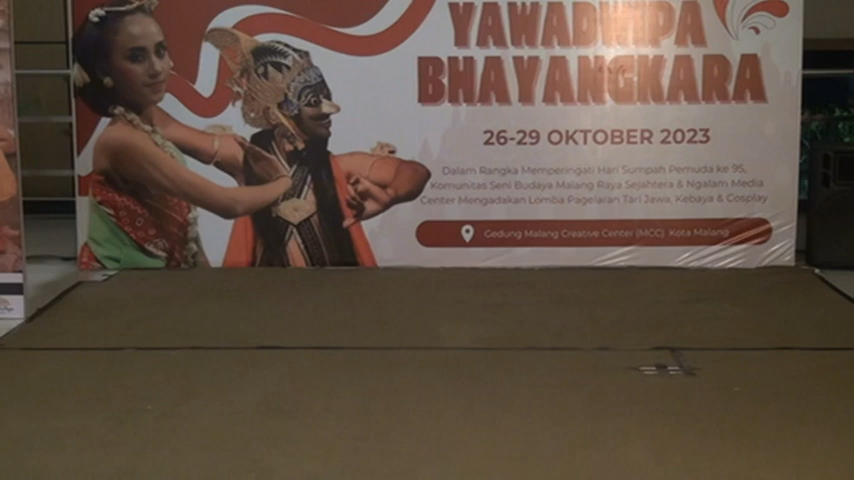 YAWADWIPA
BHAYANGKARA
26-29 OKTOBER 2023
Dalam Rangka Memperingati Hari Sumpah Pemuda ke 95,
Komunitas Seni Budaya Malang Raya Sejahtera & Ngalam Media
Center Mengadakan Lomba Pagelaran Tari Jawa, Kebaya & Cosplay
Gedung Malang Creative Center (MCC) Kota Malang